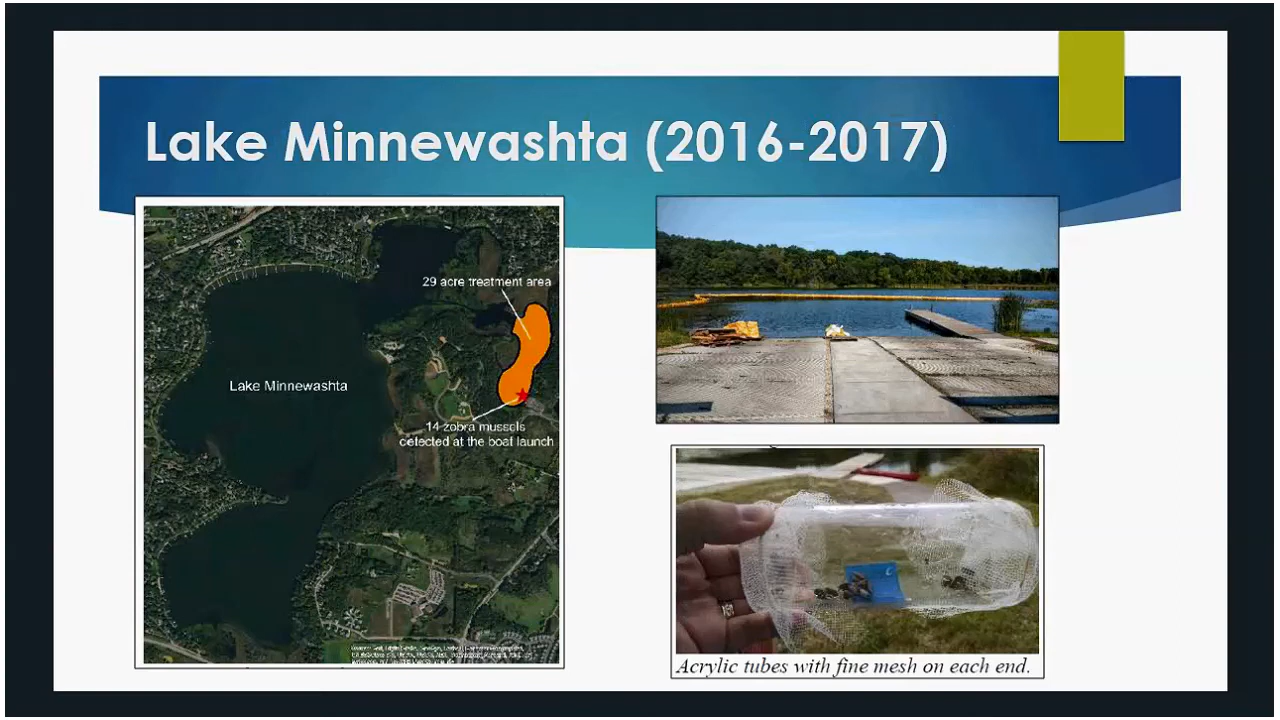 Lake Minnewashta (2016-2017)
29 acre treatment area
Lake Minnewashta
14 zebra mussels
detected at the boat launch
C
Acrylic tubes with fine mesh on each end.